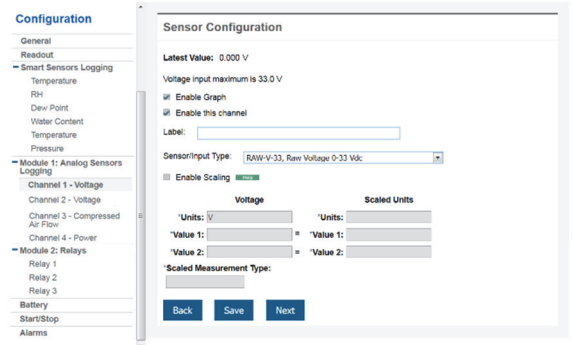 Configuration
General
Readout
Smart Sensors Logging
Temperature
RH
Dew Point
Water Content
Temperature
Pressure
Module 1: Analog Sensors
Logging
Channel 1 - Voltage
Channel 2 - Voltage
Channel 3 - Compressed
Air Flow
Channel 4 - Power
Module 2: Relays
Relay 1
Relay 2
Relay 3
Battery
Start/Stop
Alarms
Sensor Configuration
Latest Value: 0.000 V
Voltage input maximum is 33.0 V
Enable Graph
Enable this channel
Label:
Sensor/Input Type: RAW-V-33, Raw Voltage 0-33 Vdc
Enable Scaling Help
Voltage Scaled Units
*Units: V *Units:
*Value 1: = *Value 1:
*Value 2: = *Value 2:
*Scaled Measurement Type:
Back Save Next